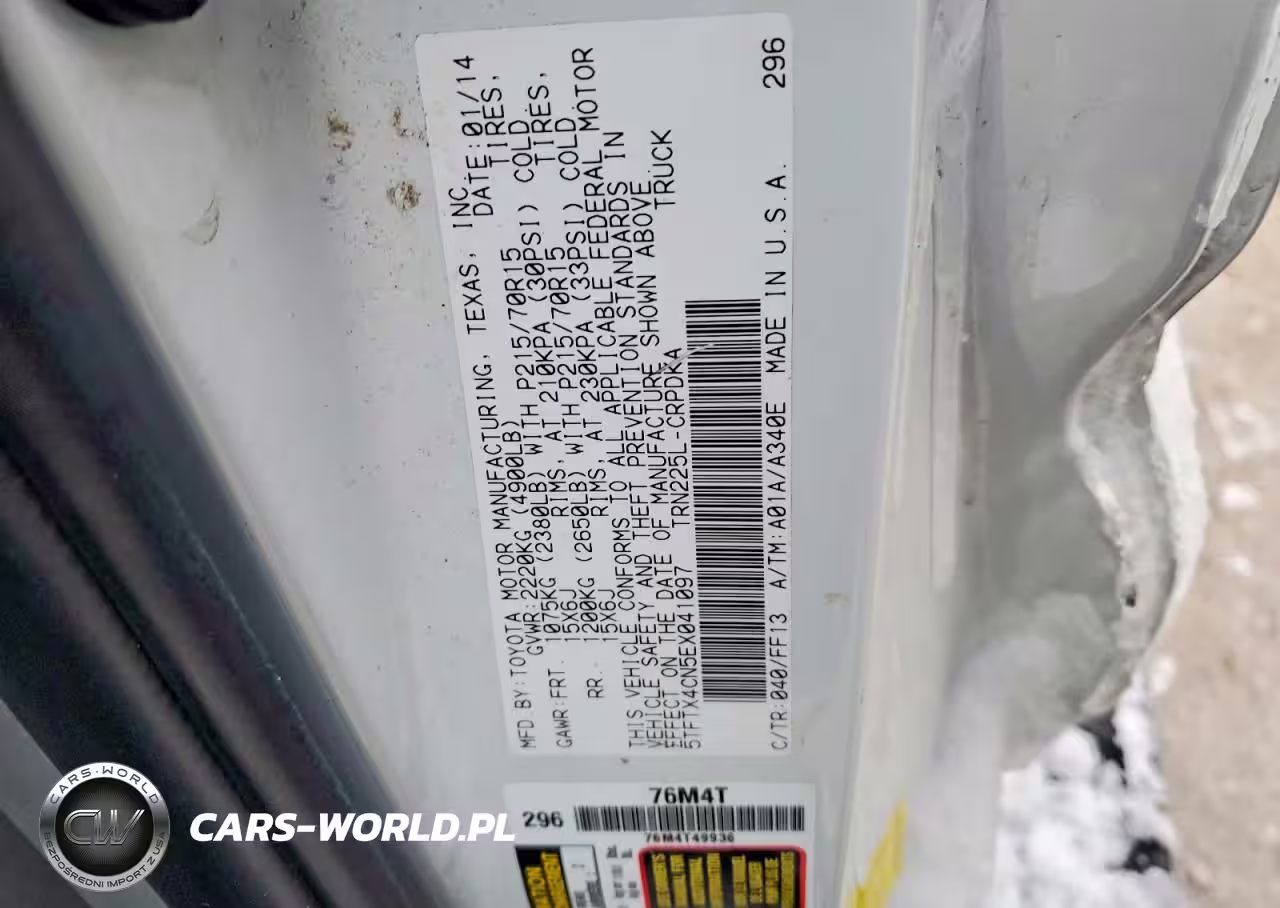 MFD BY:TOYOTA MOTOR MANUFACTURING, TEXAS, INC.
GVWR:2220KG (4900LB) DATE:01/14
GAWR:FRT. 1075KG (2380LB) WITH P215/70R15 TIRES,
15X6J RIMS, AT 210KPA (30PSI) COLD
RR. 1200KG (2650LB) WITH P215/70R15 TIRES,
15X6J RIMS, AT 230KPA (33PSI) COLD
THIS VEHICLE CONFORMS TO ALL APPLICABLE FEDERAL MOTOR
VEHICLE SAFETY AND THEFT PREVENTION STANDARDS IN
EFFECT ON THE DATE OF MANUFACTURE SHOWN ABOVE.
5TFTX4CN5EX041097 TRN225L-CRPDKA TRUCK
C/TR:040/FF13 A/TM:A01A/A340E MADE IN U.S.A. 296
76M4T
296
76M4T49936
CARS-WORLD
CW
BEZPOŚREDNI IMPORT Z USA
CARS-WORLD.PL